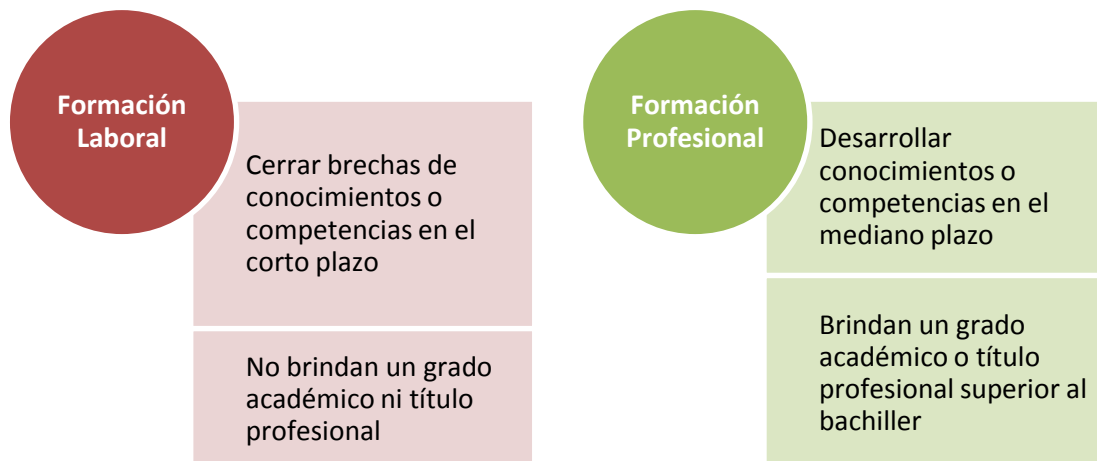 Formación
Laboral
Cerrar brechas de
conocimientos o
competencias en el
corto plazo
No brindan un grado
académico ni título
profesional
Formación
Profesional
Desarrollar
conocimientos o
competencias en el
mediano plazo
Brindan un grado
académico o título
profesional superior al
bachiller